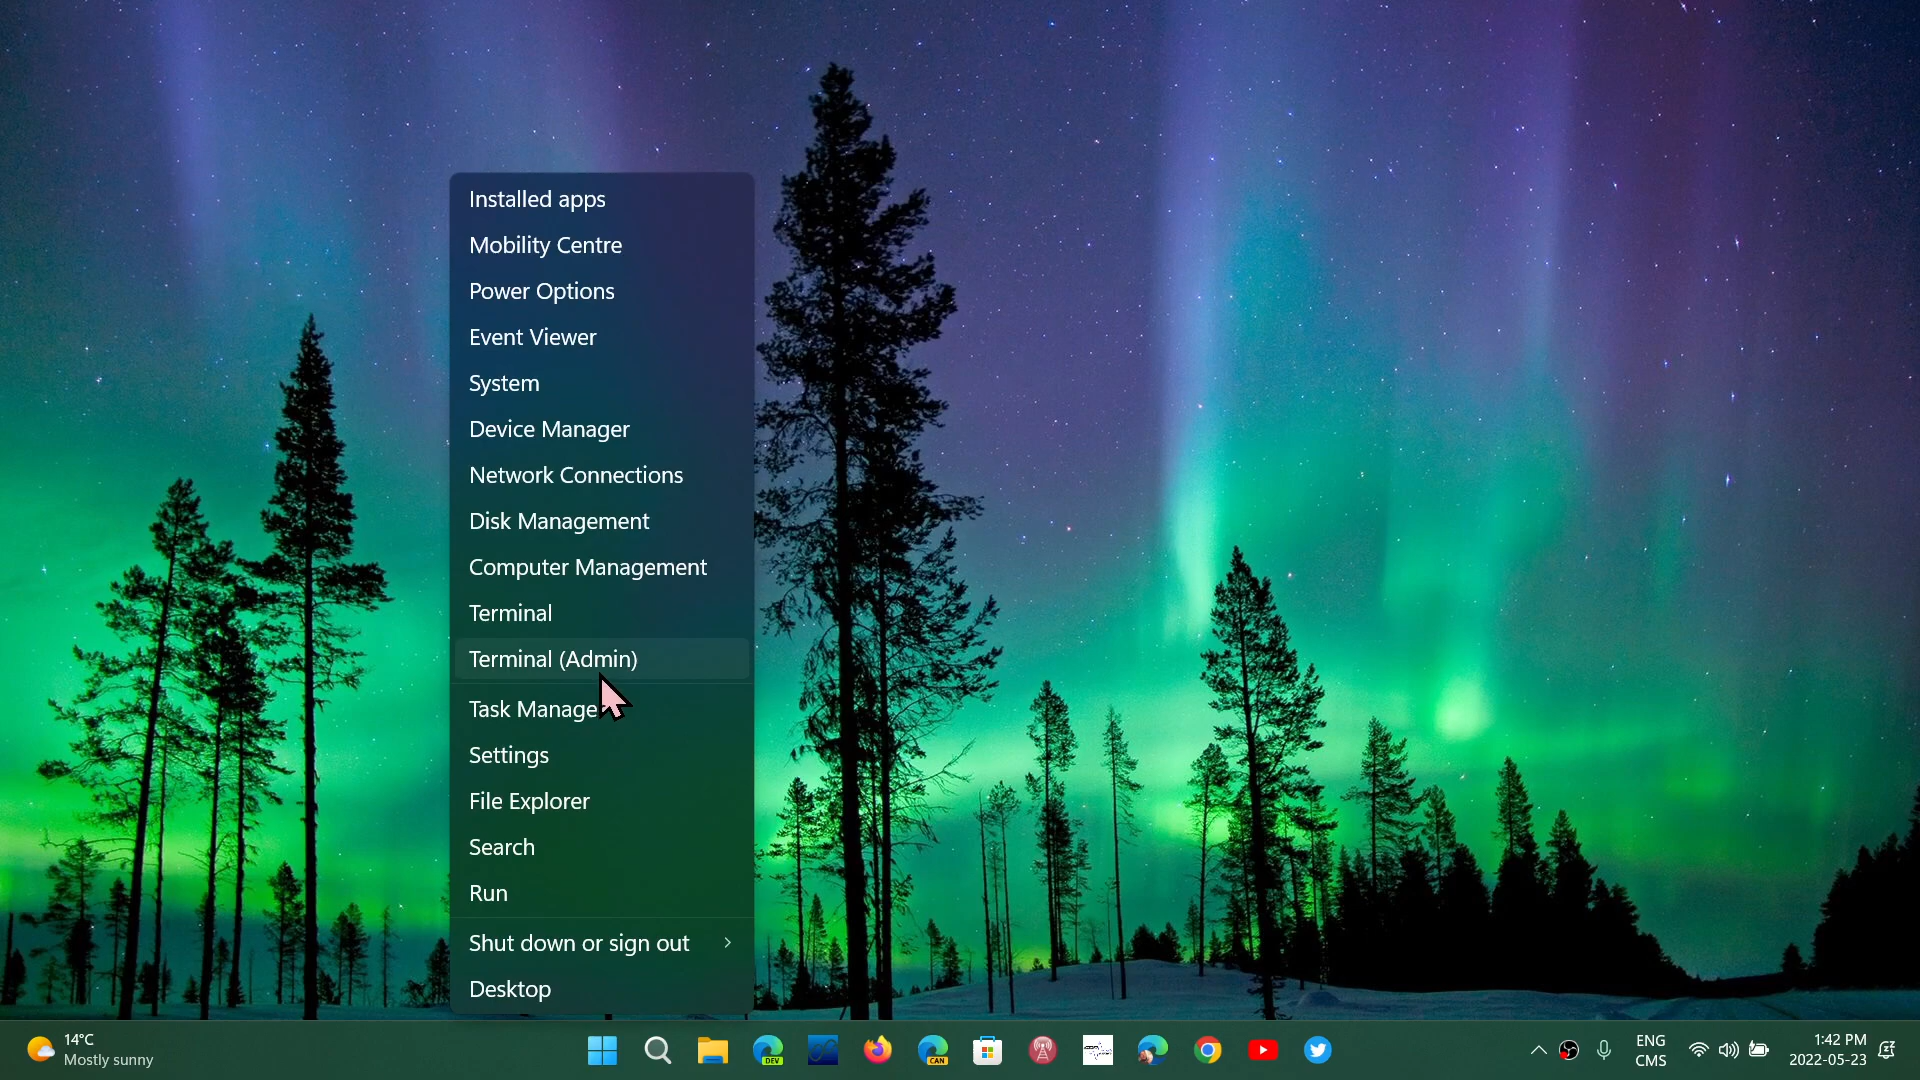 Installed apps
Mobility Centre
Power Options
Event Viewer
System
Device Manager
Network Connections
Disk Management
Computer Management
Terminal
Terminal (Admin)
Task Manage
Settings
File Explorer
Search
Run
Shut down or sign out
Desktop
14°C
Mostly sunny
DEV
CAN
ENG
CMS
1:42 PM
2022-05-23